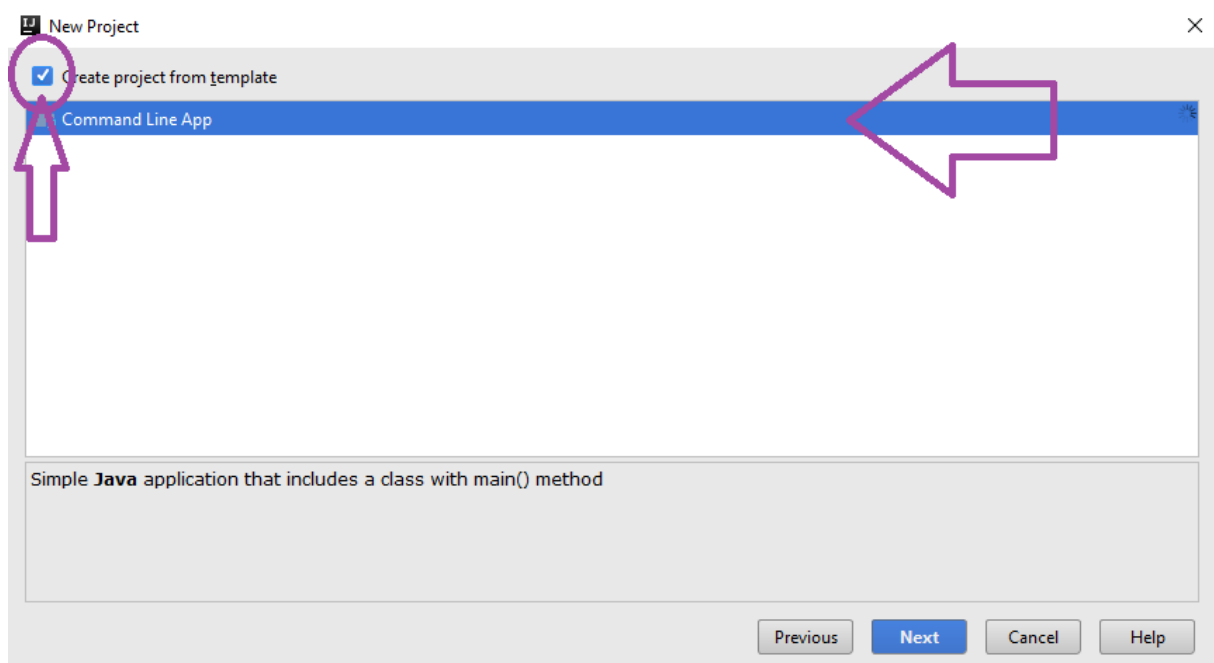 IJ New Project
Create project from template
Command Line App
Simple Java application that includes a class with main() method
Previous Next Cancel Help